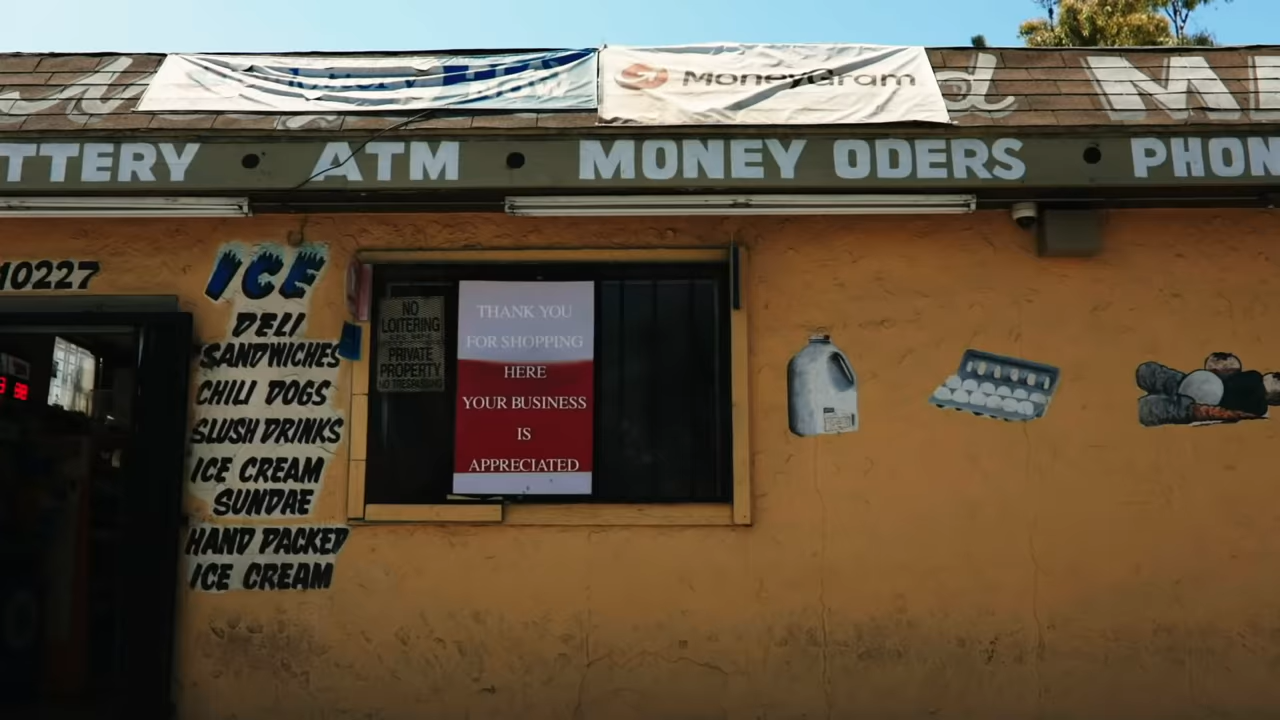 MoneyGram
TTERY • ATM • MONEY ODERS • PHON
10227
ICE
DELI
SANDWICHES
CHILI DOGS
SLUSH DRINKS
ICE CREAM
SUNDAE
HAND PACKED
ICE CREAM
NO
LOITERING
PRIVATE
PROPERTY
NO TRESPASSING
THANK YOU
FOR SHOPPING
HERE
YOUR BUSINESS
IS
APPRECIATED